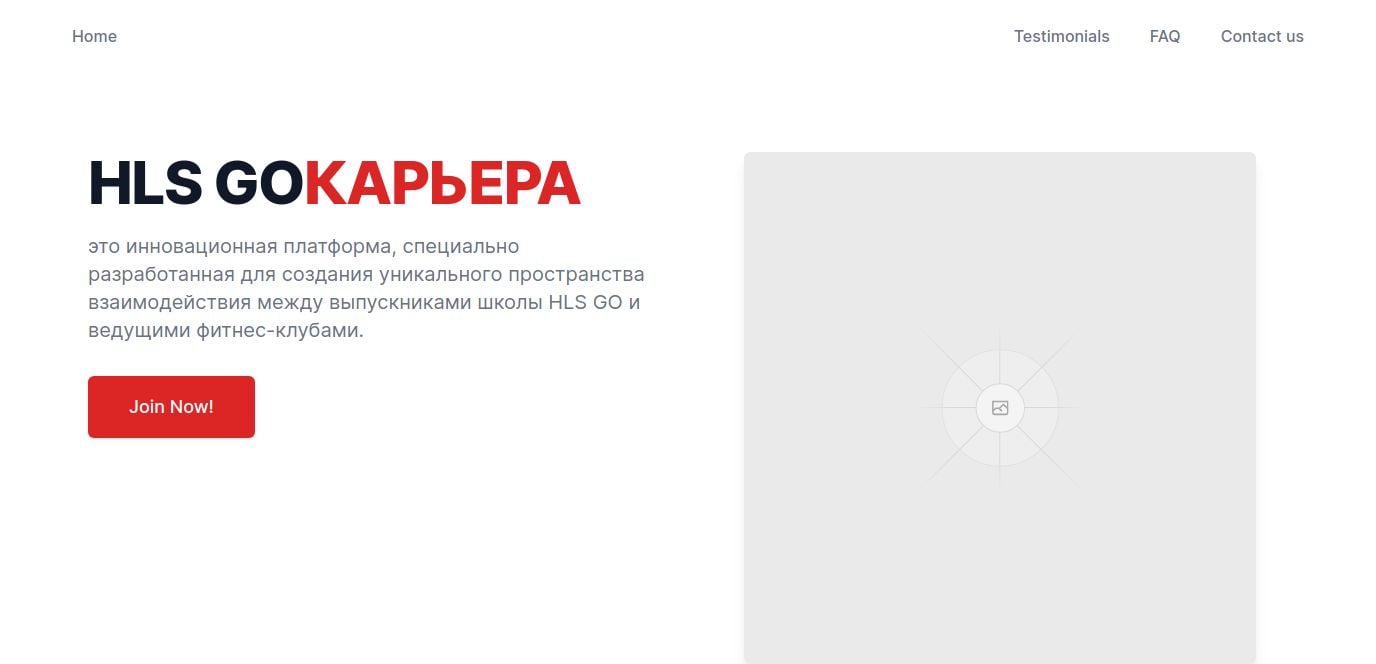 Home
Testimonials
FAQ
Contact us
HLS GOКАРЬЕРА
это инновационная платформа, специально
разработанная для создания уникального пространства
взаимодействия между выпускниками школы HLS GO и
ведущими фитнес-клубами.
Join Now!